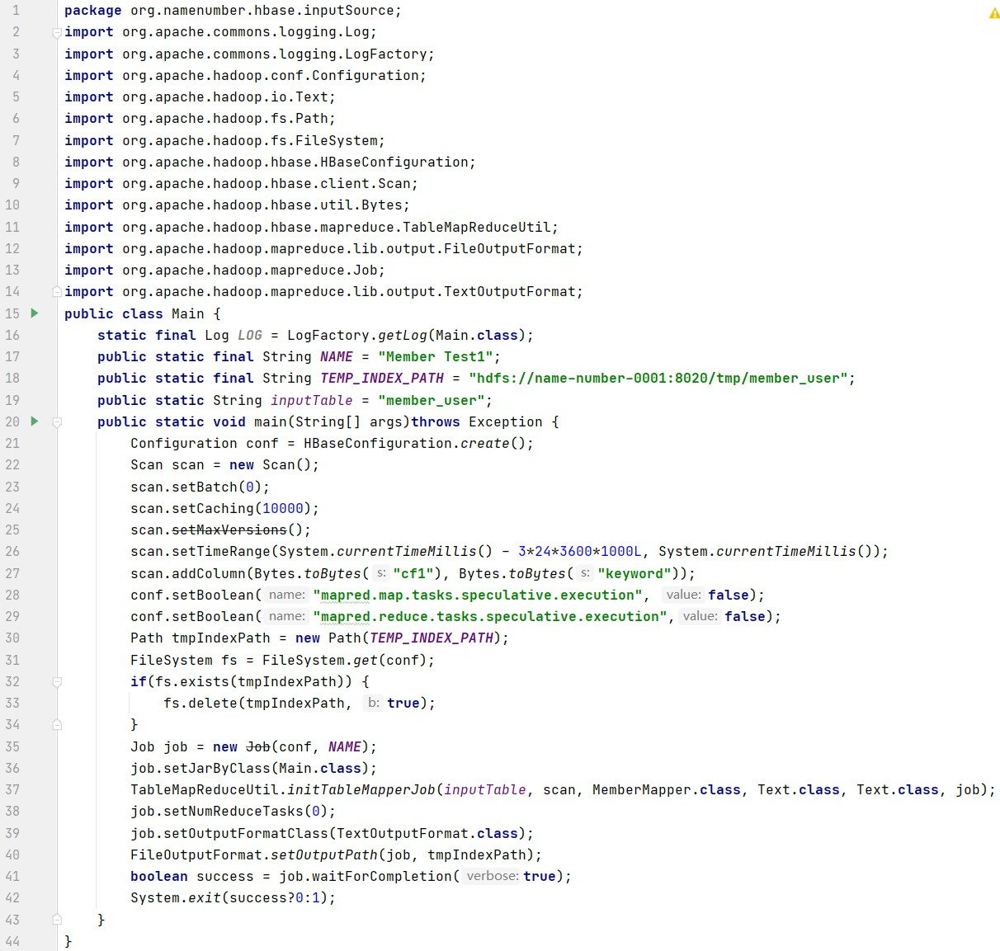 1 package org.namenumber.hbase.inputSource;
2 import org.apache.commons.logging.Log;
3 import org.apache.commons.logging.LogFactory;
4 import org.apache.hadoop.conf.Configuration;
5 import org.apache.hadoop.io.Text;
6 import org.apache.hadoop.fs.Path;
7 import org.apache.hadoop.fs.FileSystem;
8 import org.apache.hadoop.hbase.HBaseConfiguration;
9 import org.apache.hadoop.hbase.client.Scan;
10 import org.apache.hadoop.hbase.util.Bytes;
11 import org.apache.hadoop.hbase.mapreduce.TableMapReduceUtil;
12 import org.apache.hadoop.mapreduce.lib.output.FileOutputFormat;
13 import org.apache.hadoop.mapreduce.Job;
14 import org.apache.hadoop.mapreduce.lib.output.TextOutputFormat;
15 public class Main {
16     static final Log LOG = LogFactory.getLog(Main.class);
17     public static final String NAME = "Member Test1";
18     public static final String TEMP_INDEX_PATH = "hdfs://name-number-0001:8020/tmp/member_user";
19     public static String inputTable = "member_user";
20     public static void main(String[] args)throws Exception {
21         Configuration conf = HBaseConfiguration.create();
22         Scan scan = new Scan();
23         scan.setBatch(0);
24         scan.setCaching(10000);
25         scan.setMaxVersions();
26         scan.setTimeRange(System.currentTimeMillis() - 3*24*3600*1000L, System.currentTimeMillis());
27         scan.addColumn(Bytes.toBytes( s: "cf1"), Bytes.toBytes( s: "keyword"));
28         conf.setBoolean( name: "mapred.map.tasks.speculative.execution", value: false);
29         conf.setBoolean( name: "mapred.reduce.tasks.speculative.execution", value: false);
30         Path tmpIndexPath = new Path(TEMP_INDEX_PATH);
31         FileSystem fs = FileSystem.get(conf);
32         if(fs.exists(tmpIndexPath)) {
33             fs.delete(tmpIndexPath, b: true);
34         }
35         Job job = new Job(conf, NAME);
36         job.setJarByClass(Main.class);
37         TableMapReduceUtil.initTableMapperJob(inputTable, scan, MemberMapper.class, Text.class, Text.class, job);
38         job.setNumReduceTasks(0);
39         job.setOutputFormatClass(TextOutputFormat.class);
40         FileOutputFormat.setOutputPath(job, tmpIndexPath);
41         boolean success = job.waitForCompletion( verbose: true);
42         System.exit(success?0:1);
43     }
44 }